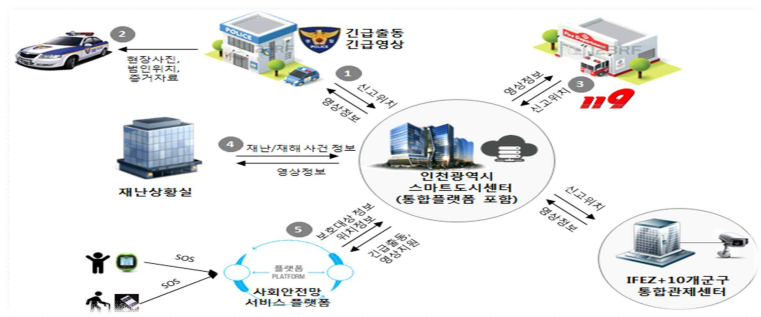 2
긴급출동
긴급영상
현장사진,
범인위치,
증거자료
POLICE
POLICE
1
신고위치
영상정보
영상정보
3
신고위치
119
4
재난/재해 사건 정보
영상정보
재난상황실
인천광역시
스마트도시센터
(통합플랫폼 포함)
신고위치
영상정보
5
보호대상 정보
위치정보
긴급출동,
영상지원
SOS
SOS
플랫폼
PLATFORM
사회안전망
서비스 플랫폼
IFEZ+10개군구
통합관제센터